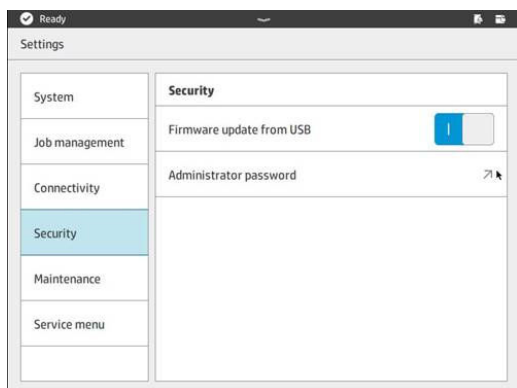 Ready
Settings
System
Job management
Connectivity
Security
Maintenance
Service menu
Security
Firmware update from USB
Administrator password